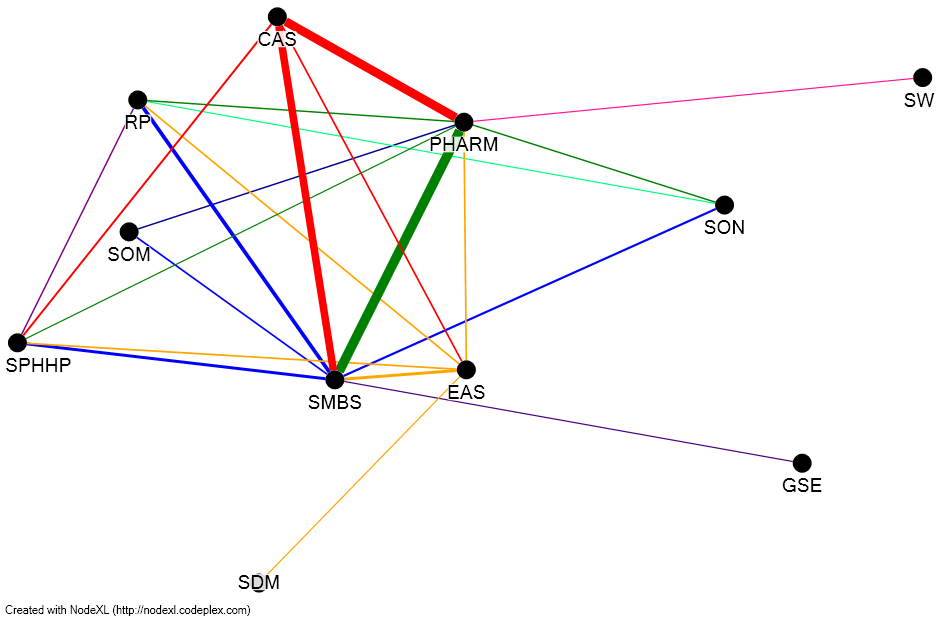 CAS
SW
RP
PHARM
SON
SOM
SPHHP
SMBS
EAS
GSE
SDM
Created with NodeXL (http://nodexl.codeplex.com)